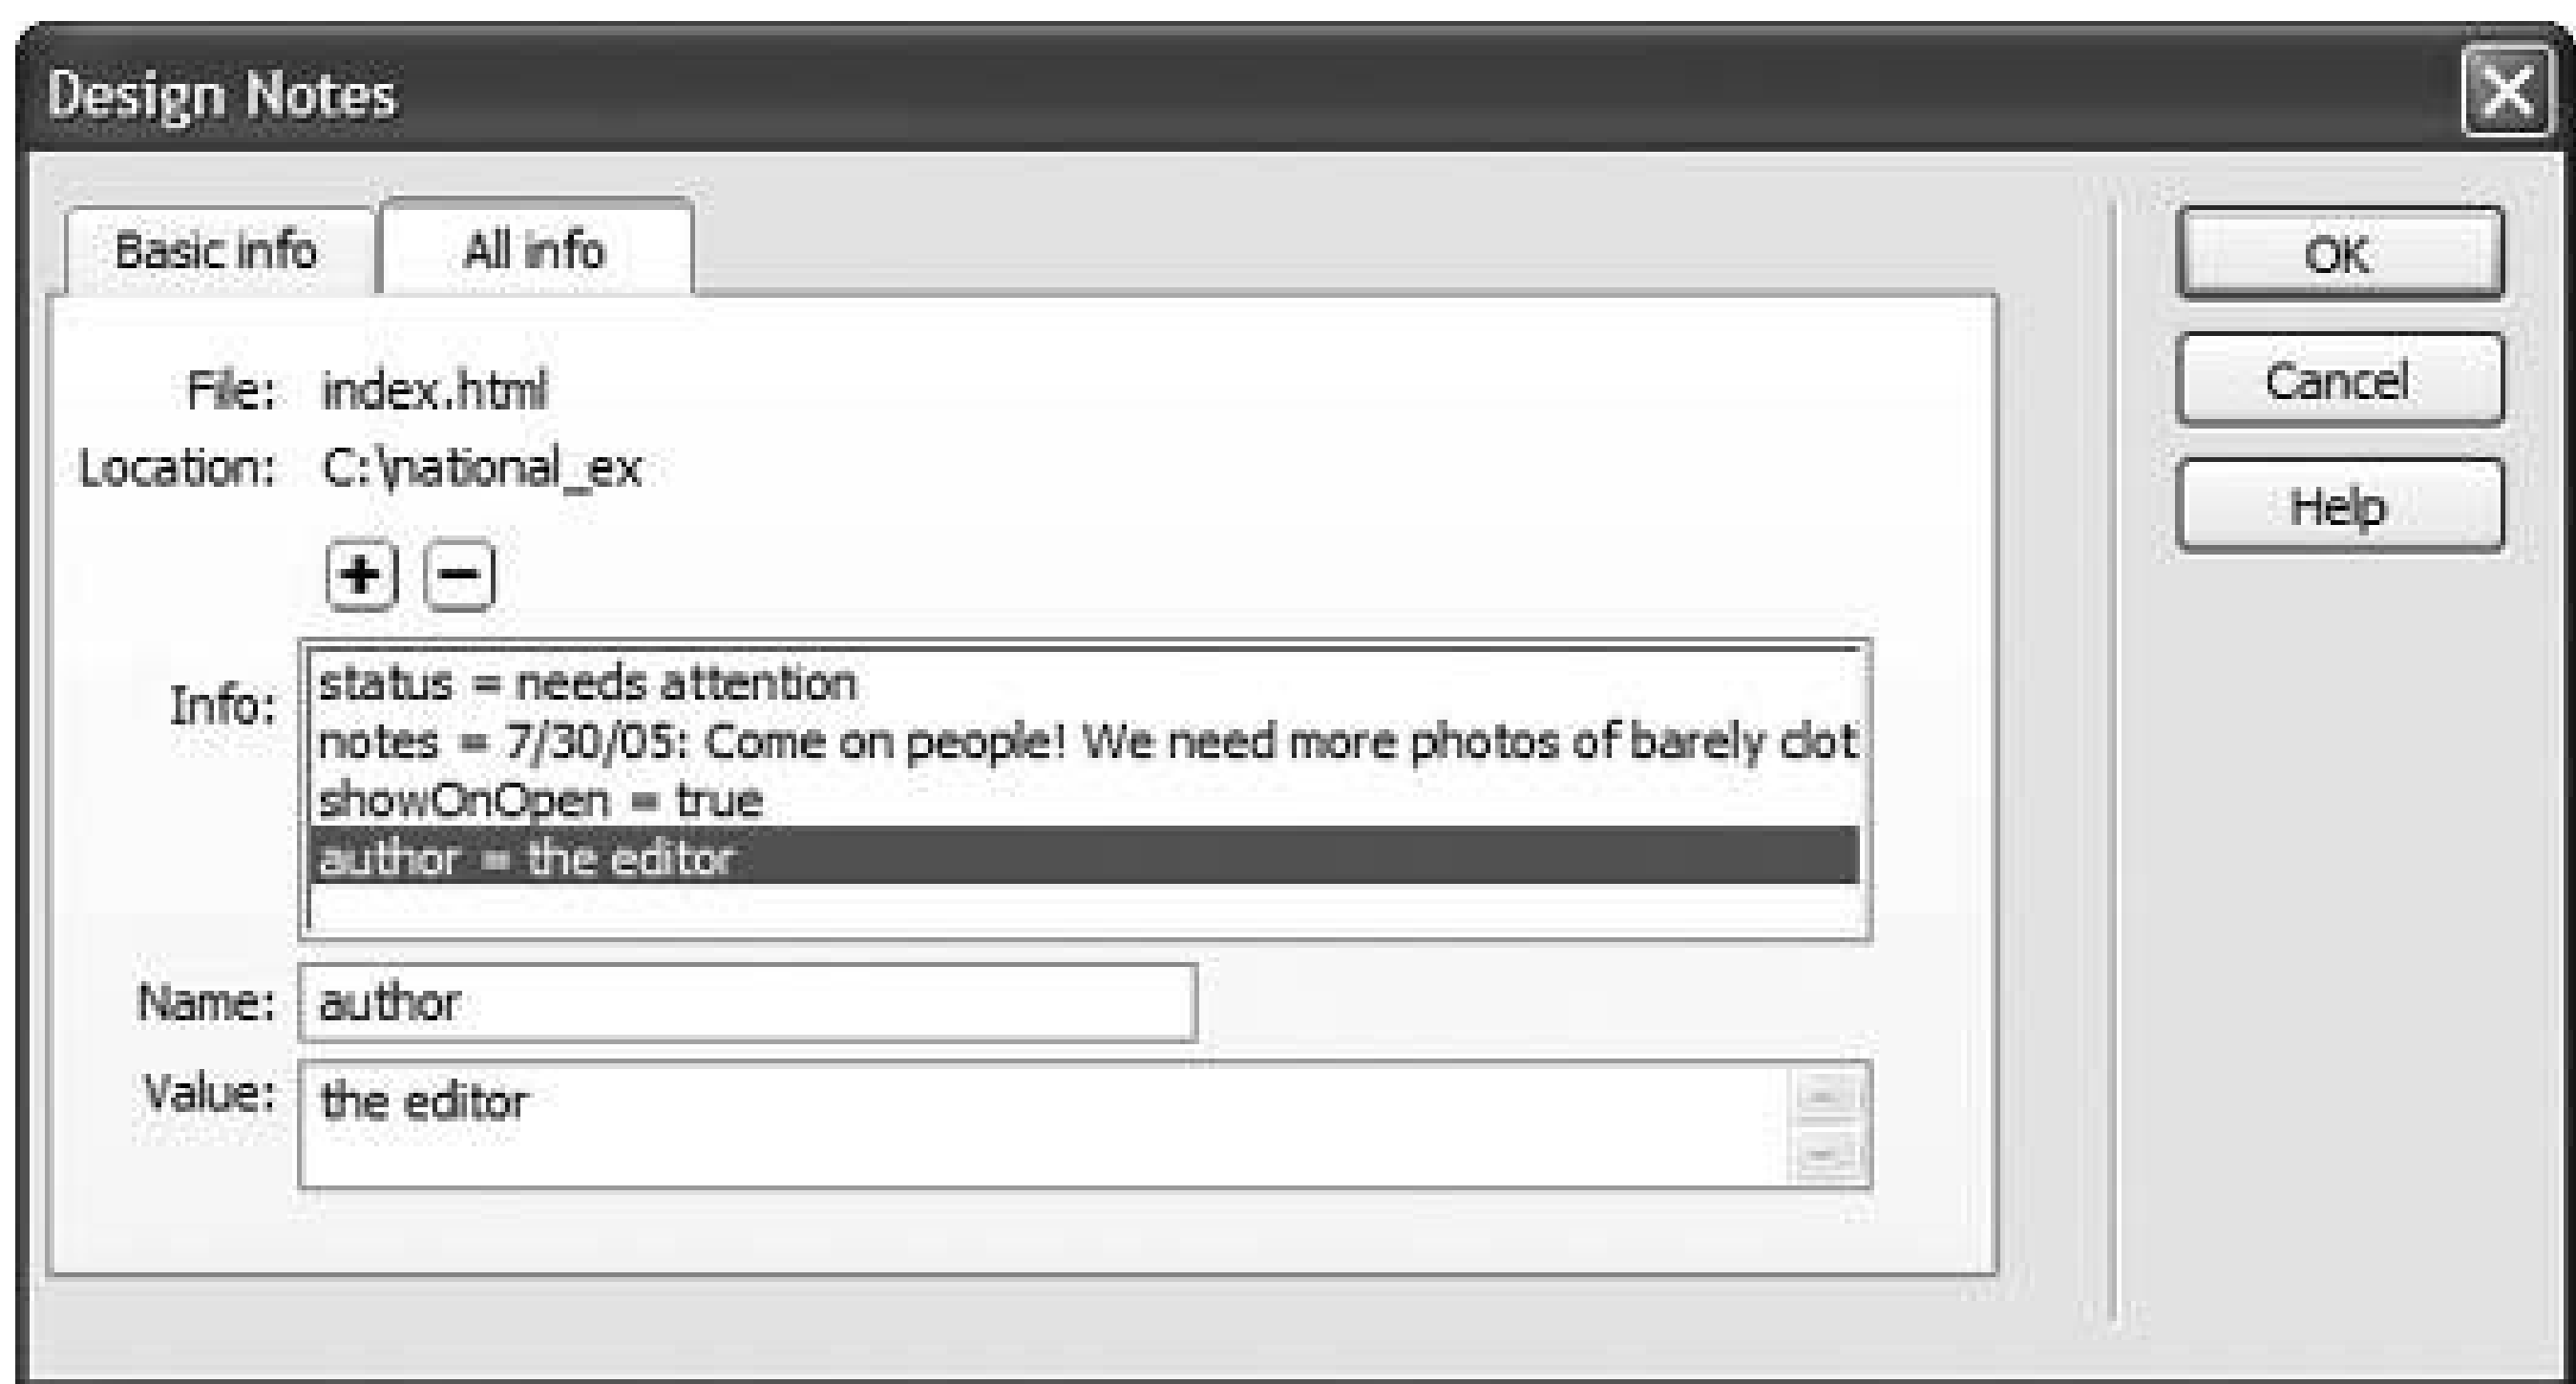 Design Notes
Basic info
All info
File: index.html
Location: C:\national_ex
+ −
Info:
status = needs attention
notes = 7/30/05: Come on people! We need more photos of barely clot
showOnOpen = true
author = the editor
Name: author
Value: the editor
OK
Cancel
Help